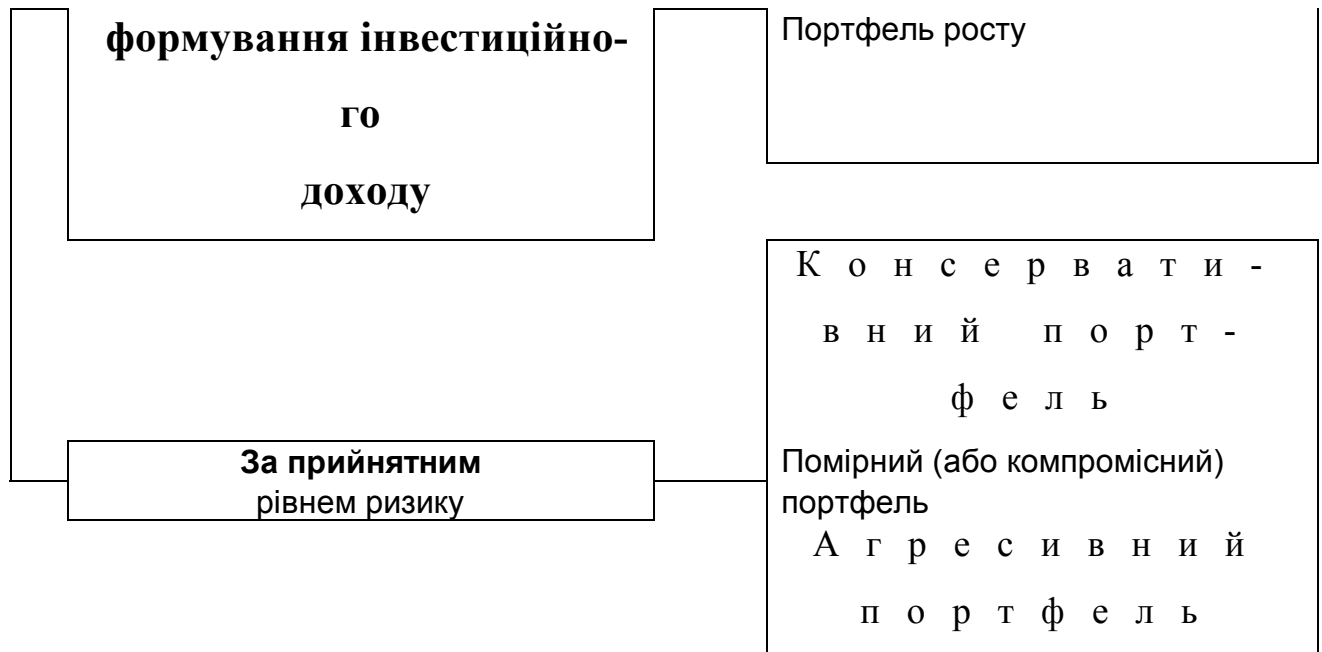 формування інвестиційно-
го
доходу
Портфель росту
За прийнятним
рівнем ризику
Консервати-
вний порт-
фель
Помірний (або компромісний)
портфель
Агресивний
портфель